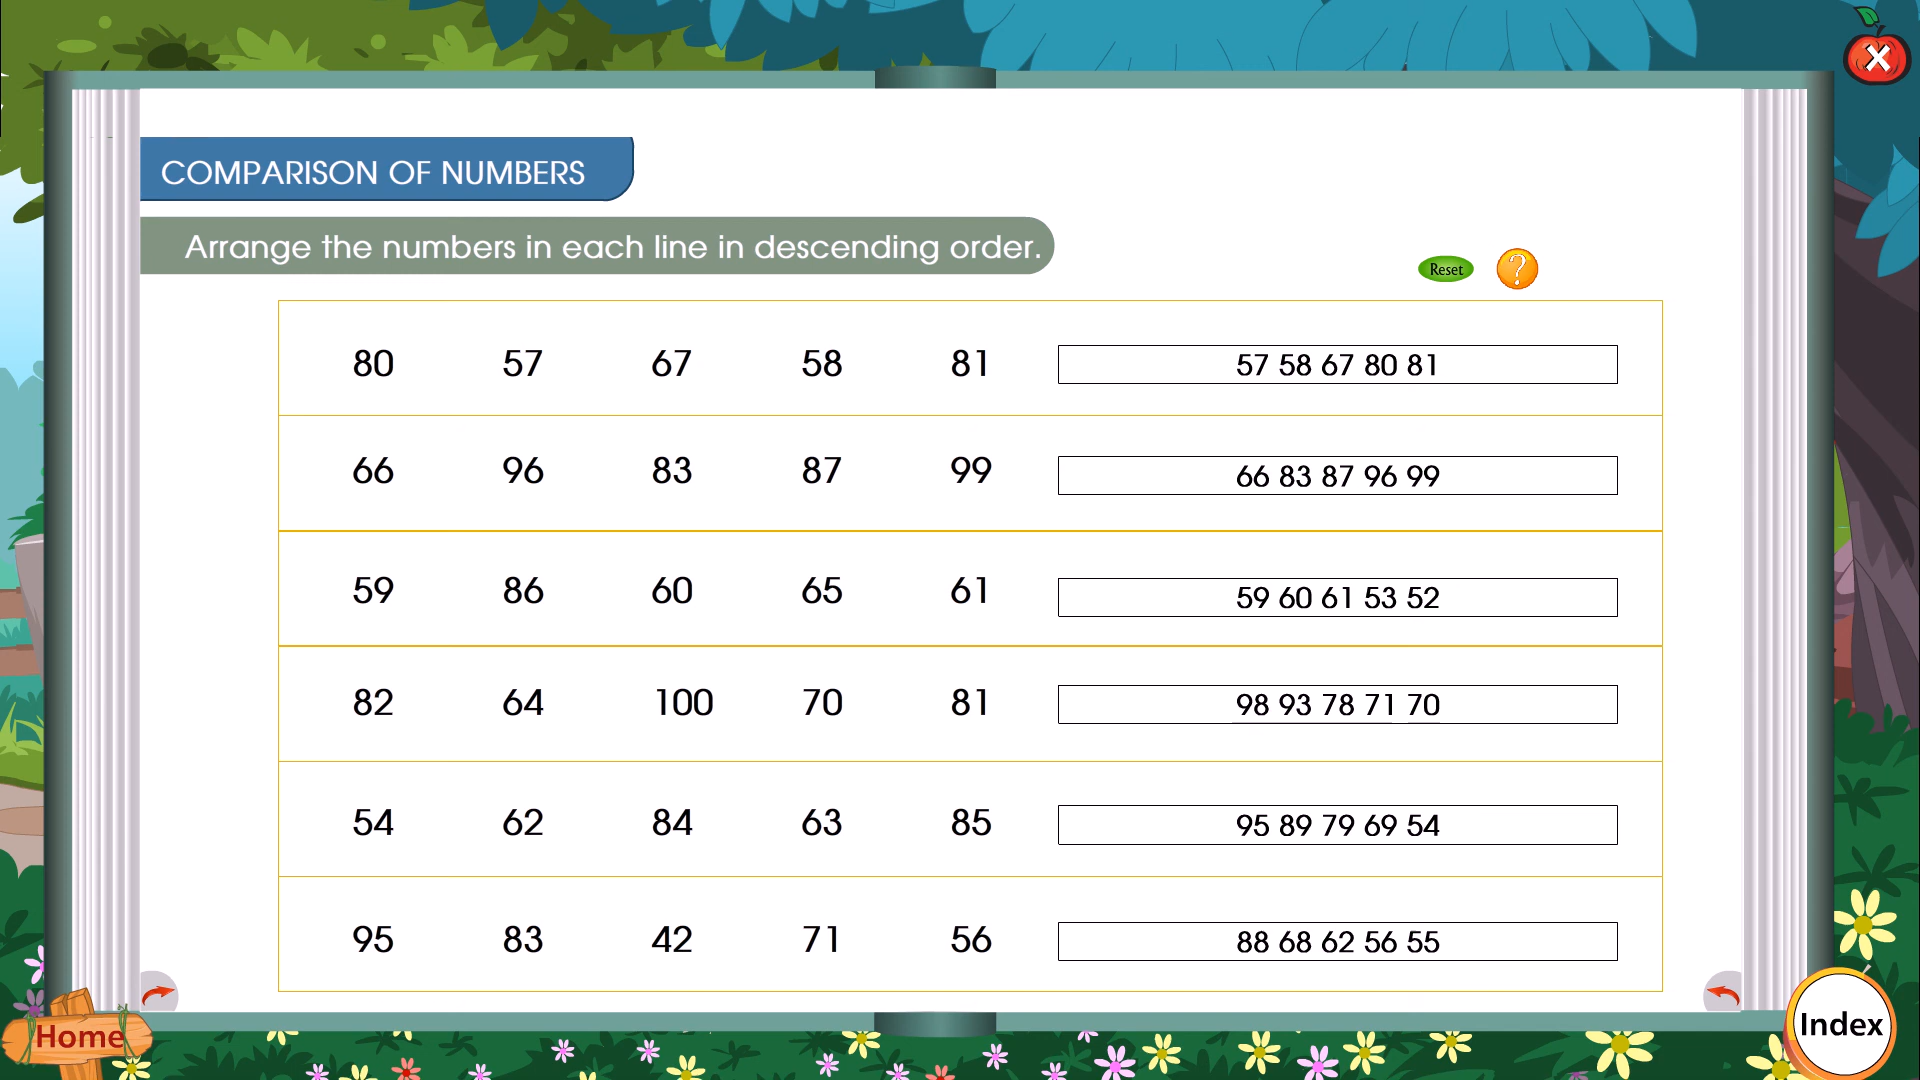 COMPARISON OF NUMBERS
Arrange the numbers in each line in descending order.
Reset ?
80 57 67 58 81 57 58 67 80 81
66 96 83 87 99 66 83 87 96 99
59 86 60 65 61 59 60 61 53 52
82 64 100 70 81 98 93 78 71 70
54 62 84 63 85 95 89 79 69 54
95 83 42 71 56 88 68 62 56 55
Home
Index